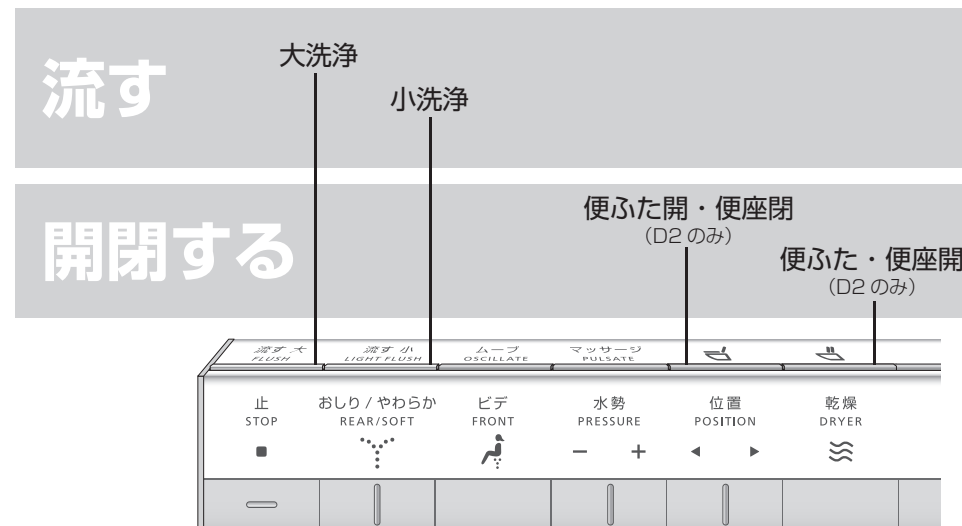 流す
大洗浄
小洗浄
開閉する
便ふた開・便座閉
（D2 のみ）
便ふた・便座開
（D2 のみ）
流す 大
FLUSH
流す 小
LIGHT FLUSH
ムーブ
OSCILLATE
マッサージ
PULSATE
止
STOP
おしり / やわらか
REAR/SOFT
ビデ
FRONT
水勢
PRESSURE
− +
位置
POSITION
乾燥
DRYER